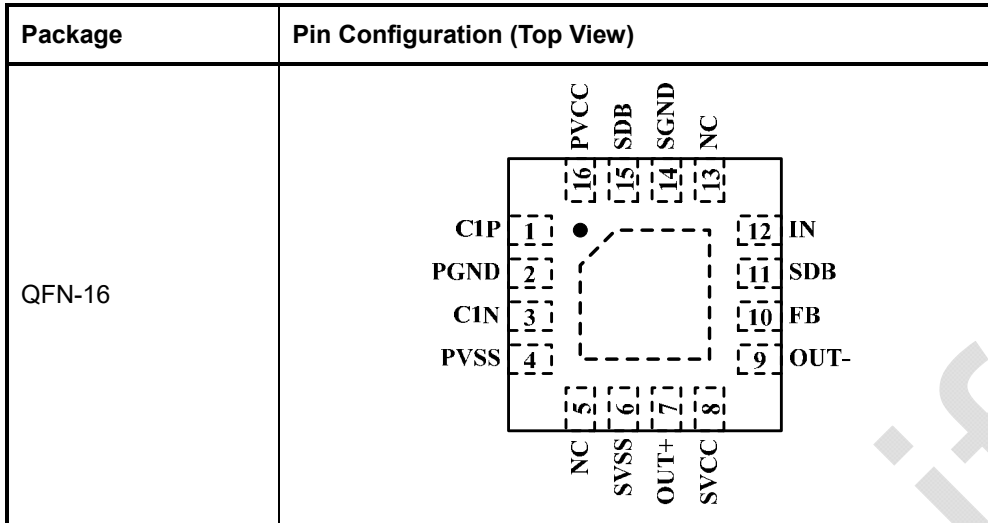 Package
Pin Configuration (Top View)
QFN-16
PVCC
SDB
SGND
NC
16
15
14
13
C1P 1
12 IN
PGND 2
11 SDB
C1N 3
10 FB
PVSS 4
9 OUT-
5
6
7
8
NC
SVSS
OUT+
SVCC